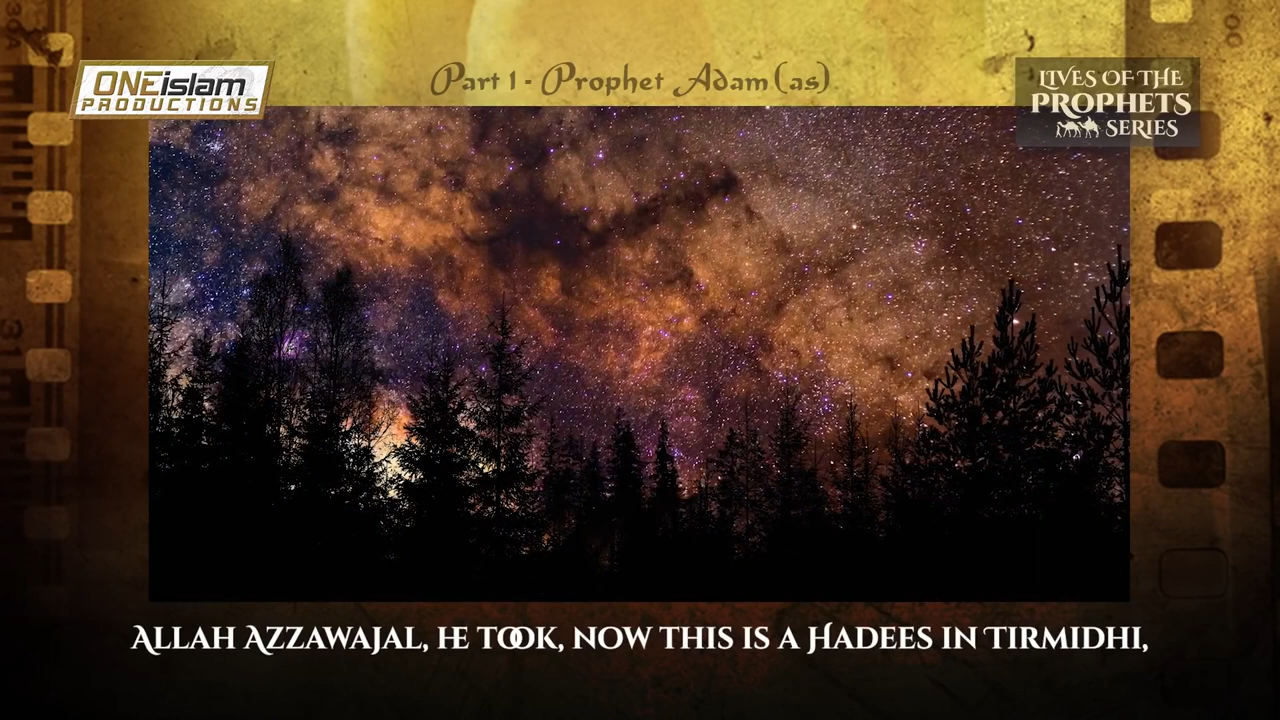 ONEislam
PRODUCTIONS
Part 1 - Prophet Adam (as)
LIVES OF THE
PROPHETS
SERIES
ALLAH AZZAWAJAL, HE TOOK, NOW THIS IS A HADEES IN TIRMIDHI,